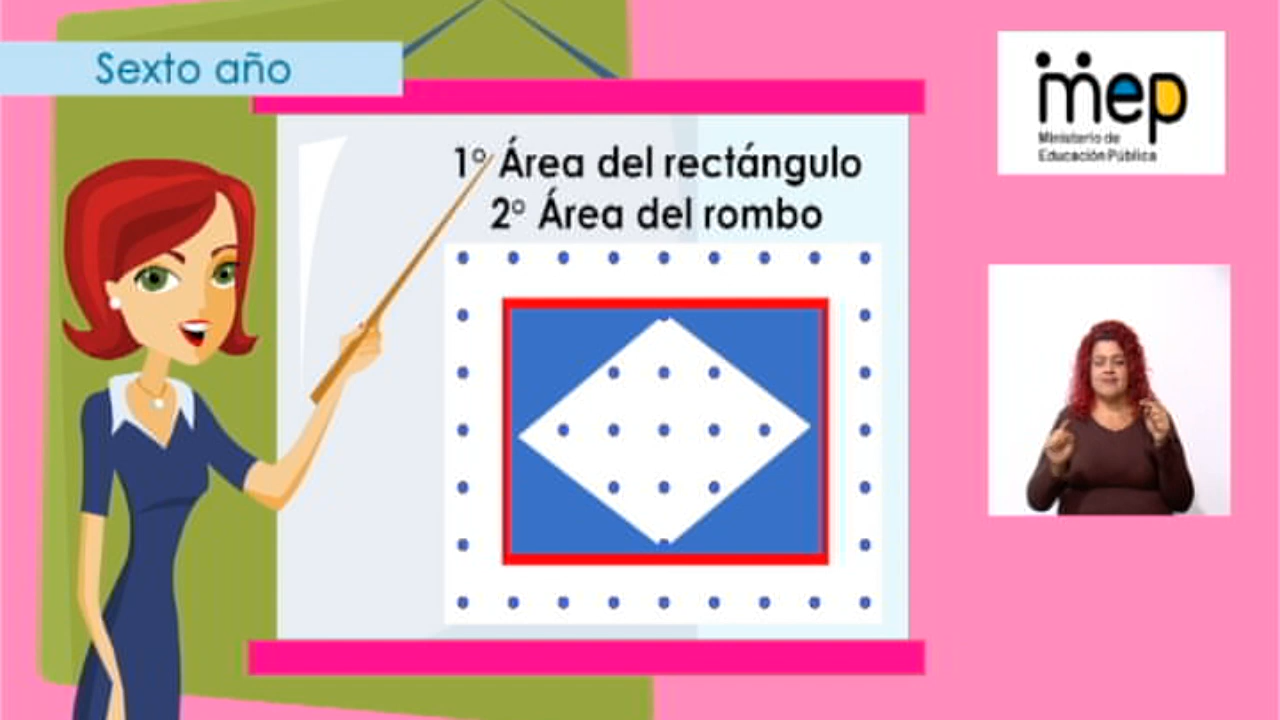 Sexto año
1° Área del rectángulo
2° Área del rombo
mep
Ministerio de
Educación Pública